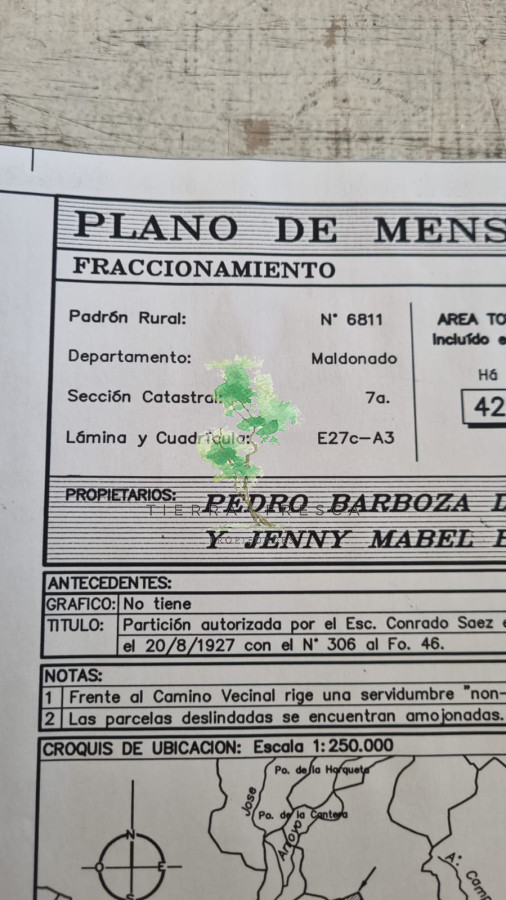 PLANO DE MENS
FRACCIONAMIENTO
Padrón Rural: N° 6811
Departamento: Maldonado
Sección Catastral: 7a.
Lámina y Cuadrícula: E27c-A3
AREA TO
Incluído e
Há
42
PROPIETARIOS: PEDRO BARBOZA
TIERRA FRESCA
Y JENNY MABEL
ANTECEDENTES:
GRAFICO: No tiene
TITULO: Partición autorizada por el Esc. Conrado Saez
el 20/8/1927 con el N° 306 al Fo. 46.
NOTAS:
1 Frente al Camino Vecinal rige una servidumbre "non-
2 Las parcelas deslindadas se encuentran amojonadas.
CROQUIS DE UBICACION: Escala 1:250.000
Po. de la Horqueta
Jose
Po. de la Cantera
Arroyo
N
O E
S
A°. Camp